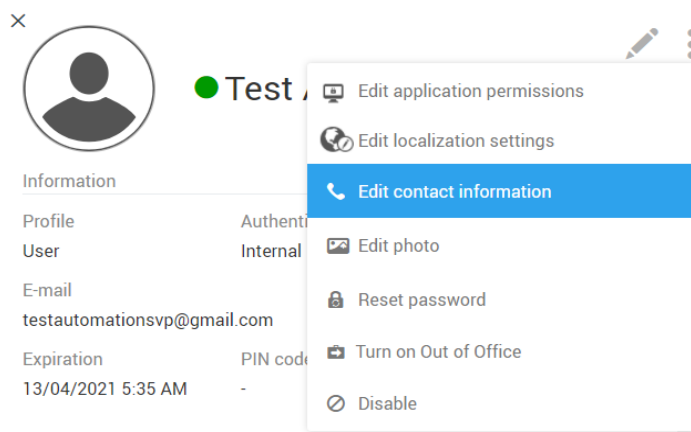 Test
Edit application permissions
Edit localization settings
Information
Edit contact information
Profile
User
Internal
Edit photo
E-mail
testautomationsvp@gmail.com
Reset password
Expiration
PIN code
13/04/2021 5:35 AM
-
Turn on Out of Office
Disable